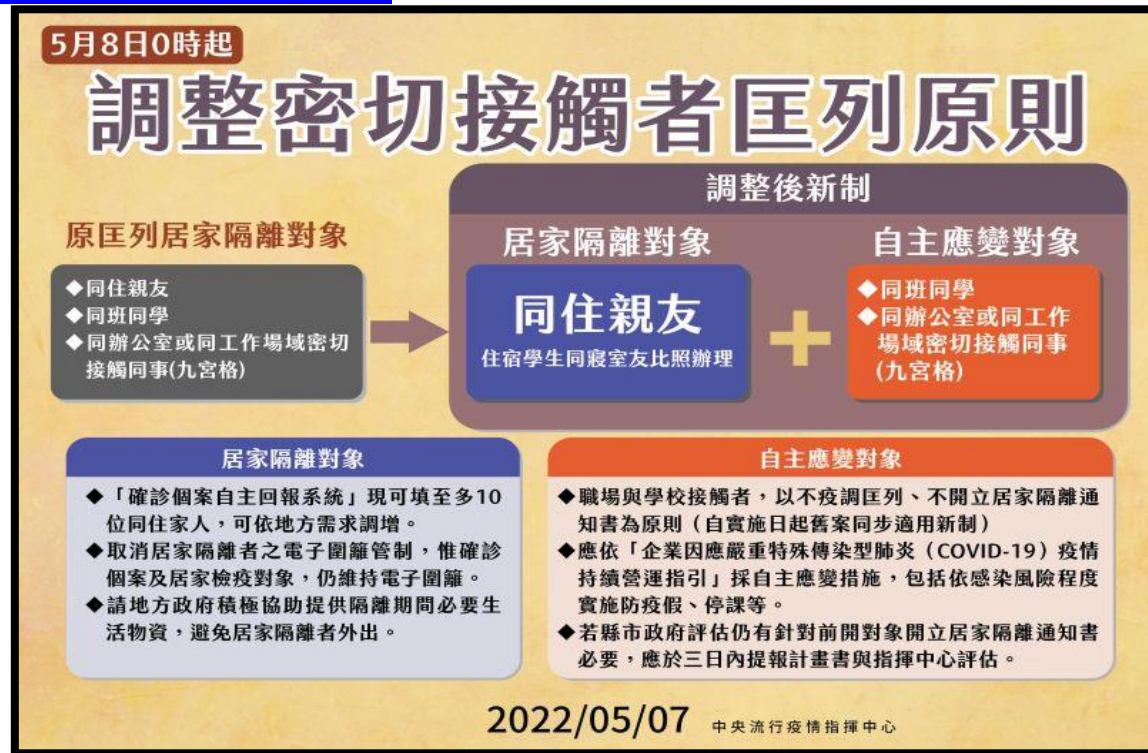 5月8日0時起
調整密切接觸者匡列原則
調整後新制
原匡列居家隔離對象
◆同住親友
◆同班同學
◆同辦公室或同工作場域密切
接觸同事(九宮格)
居家隔離對象
同住親友
住宿學生同寢室友比照辦理
+
自主應變對象
◆同班同學
◆同辦公室或同工作
場域密切接觸同事
(九宮格)
居家隔離對象
◆「確診個案自主回報系統」現可填至多10
位同住家人，可依地方需求調增。
◆取消居家隔離者之電子圍籬管制，惟確診
個案及居家檢疫對象，仍維持電子圍籬。
◆請地方政府積極協助提供隔離期間必要生
活物資，避免居家隔離者外出。
自主應變對象
◆職場與學校接觸者，以不疫調匡列、不開立居家隔離通
知書為原則（自實施日起舊案同步適用新制）
◆應依「企業因應嚴重特殊傳染型肺炎（COVID-19）疫情
持續營運指引」採自主應變措施，包括依感染風險程度
實施防疫假、停課等。
◆若縣市政府評估仍有針對前開對象開立居家隔離通知書
必要，應於三日內提報計畫書與指揮中心評估。
2022/05/07 中央流行疫情指揮中心